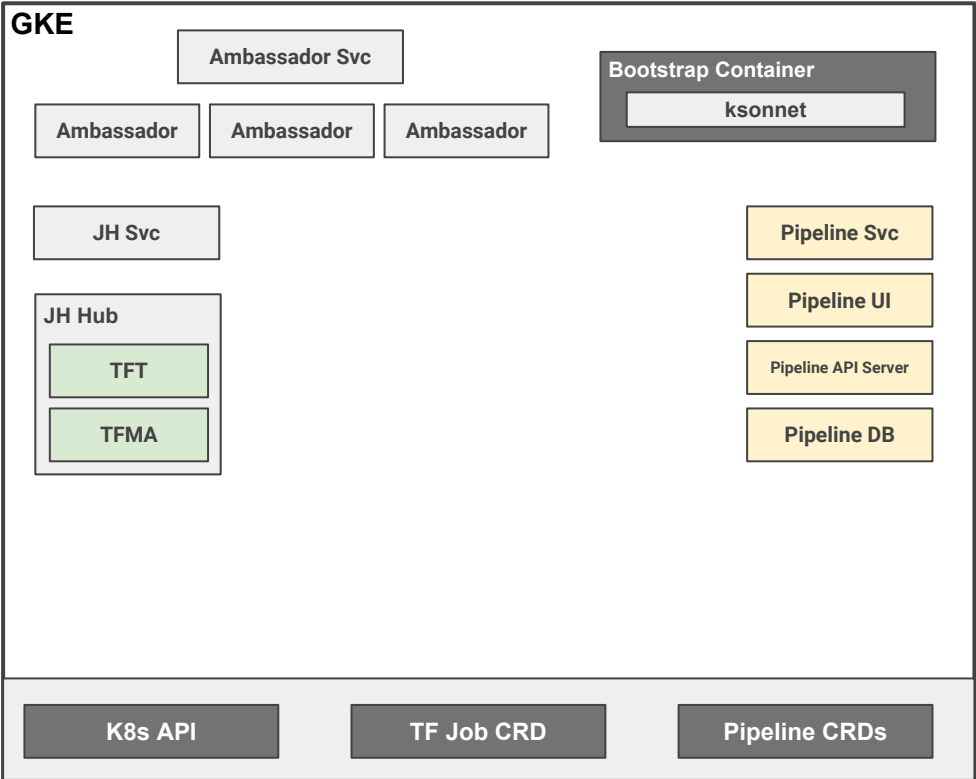 GKE
Ambassador Svc
Bootstrap Container
ksonnet
Ambassador
Ambassador
Ambassador
JH Svc
Pipeline Svc
JH Hub
TFT
TFMA
Pipeline UI
Pipeline API Server
Pipeline DB
K8s API
TF Job CRD
Pipeline CRDs